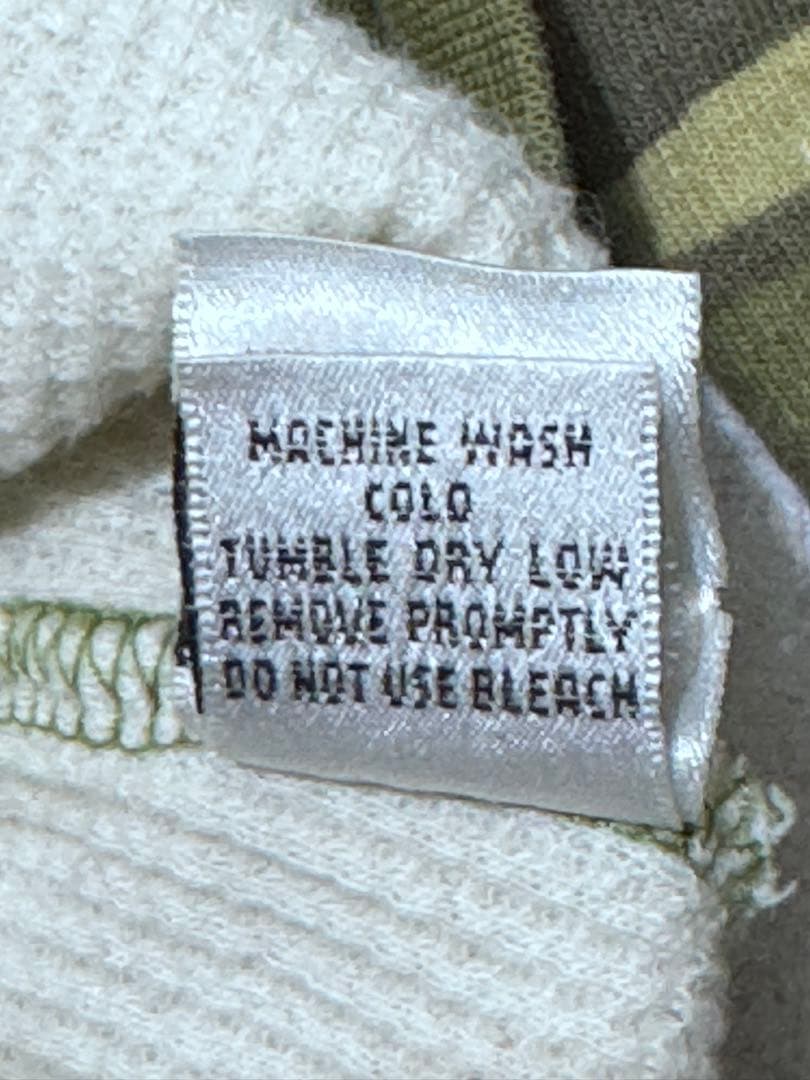 MACHINE WASH
COLD
TUMBLE DRY LOW
REMOVE PROMPTLY
DO NOT USE BLEACH